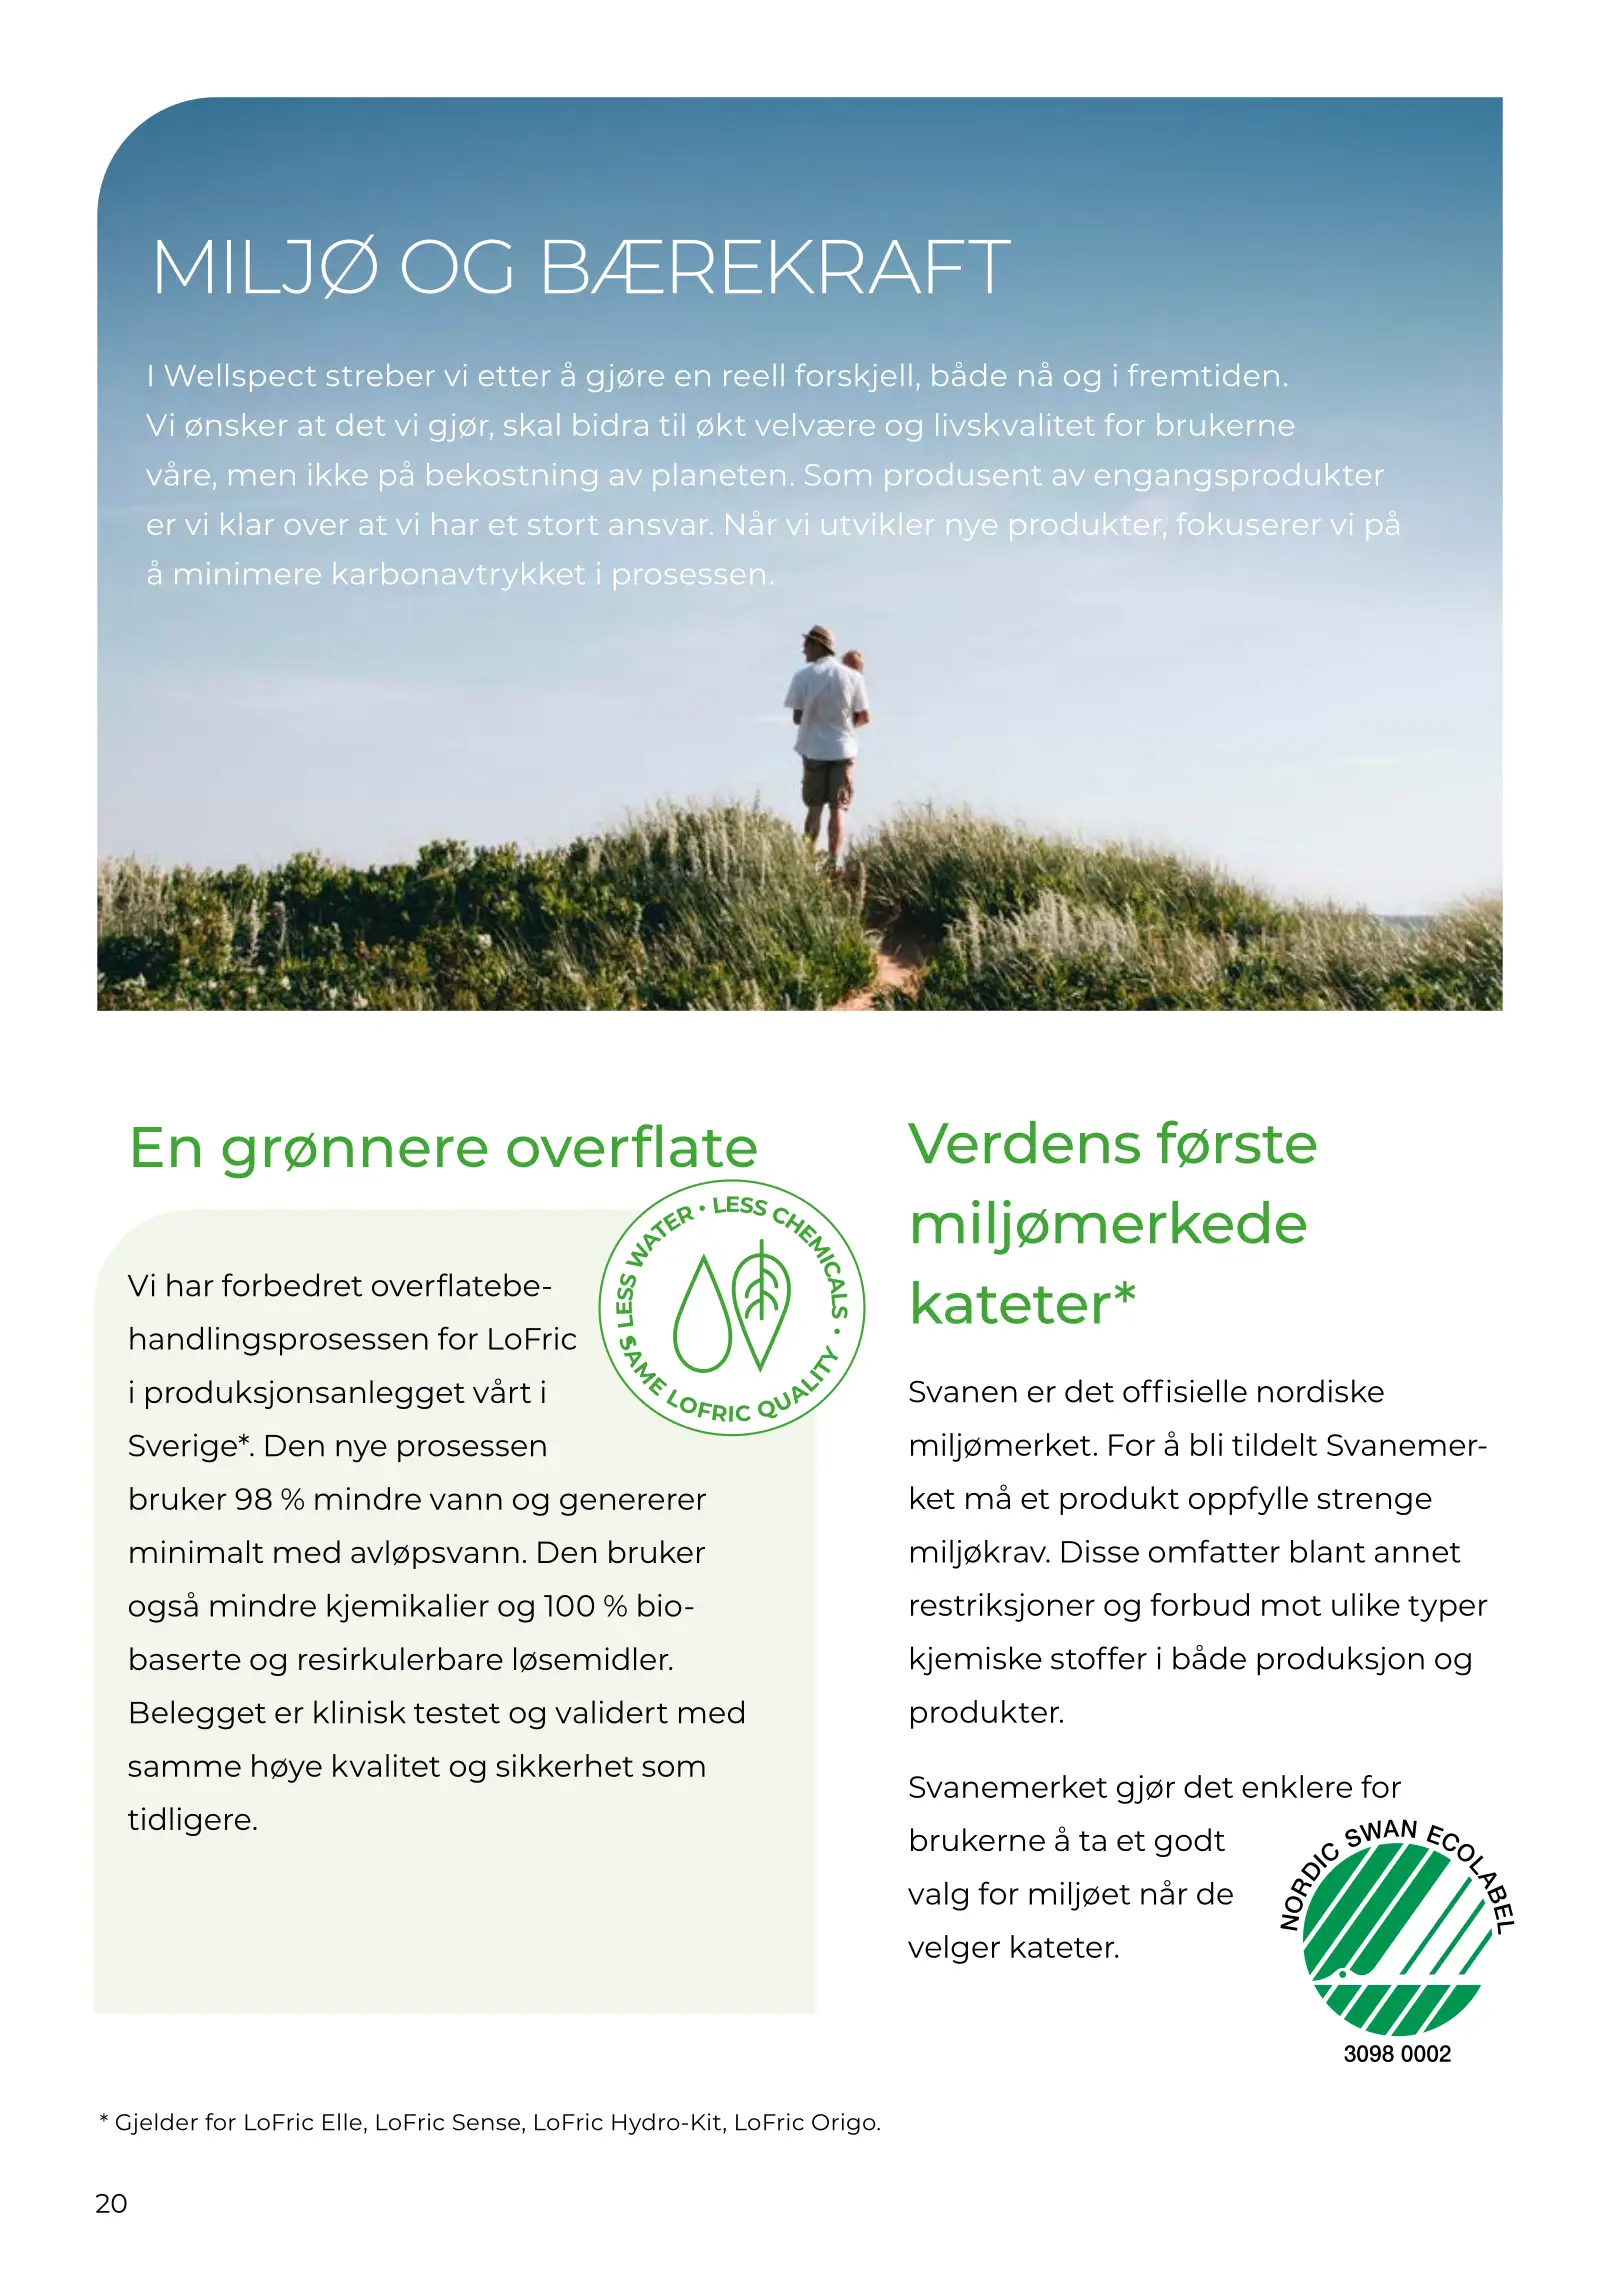 MILJØ OG BÆREKRAFT
I Wellspect streber vi etter å gjøre en reell forskjell, både nå og i fremtiden.
Vi ønsker at det vi gjør, skal bidra til økt velvære og livskvalitet for brukerne
våre, men ikke på bekostning av planeten. Som produsent av engangsprodukter
er vi klar over at vi har et stort ansvar. Når vi utvikler nye produkter, fokuserer vi på
å minimere karbonavtrykket i prosessen.
En grønnere overflate
LESS WATER • LESS CHEMICALS •
SAME LOFRIC QUALITY •
Vi har forbedret overflatebe-
handlingsprosessen for LoFric
i produksjonsanlegget vårt i
Sverige*. Den nye prosessen
bruker 98 % mindre vann og genererer
minimalt med avløpsvann. Den bruker
også mindre kjemikalier og 100 % bio-
baserte og resirkulerbare løsemidler.
Belegget er klinisk testet og validert med
samme høye kvalitet og sikkerhet som
tidligere.
Verdens første
miljømerkede
kateter*
Svanen er det offisielle nordiske
miljømerket. For å bli tildelt Svanemer-
ket må et produkt oppfylle strenge
miljøkrav. Disse omfatter blant annet
restriksjoner og forbud mot ulike typer
kjemiske stoffer i både produksjon og
produkter.
Svanemerket gjør det enklere for
brukerne å ta et godt
valg for miljøet når de
velger kateter.
NORDIC SWAN ECOLABEL
3098 0002
* Gjelder for LoFric Elle, LoFric Sense, LoFric Hydro-Kit, LoFric Origo.
20